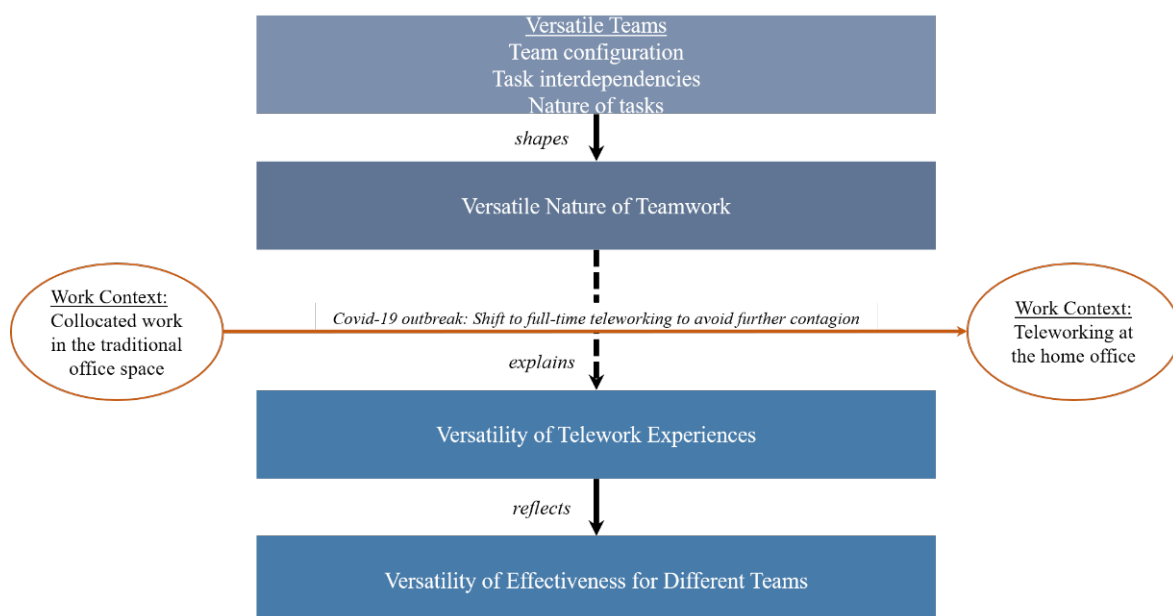 Versatile Teams
Team configuration
Task interdependencies
Nature of tasks
shapes
Versatile Nature of Teamwork
Work Context:
Collocated work
in the traditional
office space
Covid-19 outbreak: Shift to full-time teleworking to avoid further contagion
Work Context:
Teleworking at
the home office
explains
Versatility of Telework Experiences
reflects
Versatility of Effectiveness for Different Teams